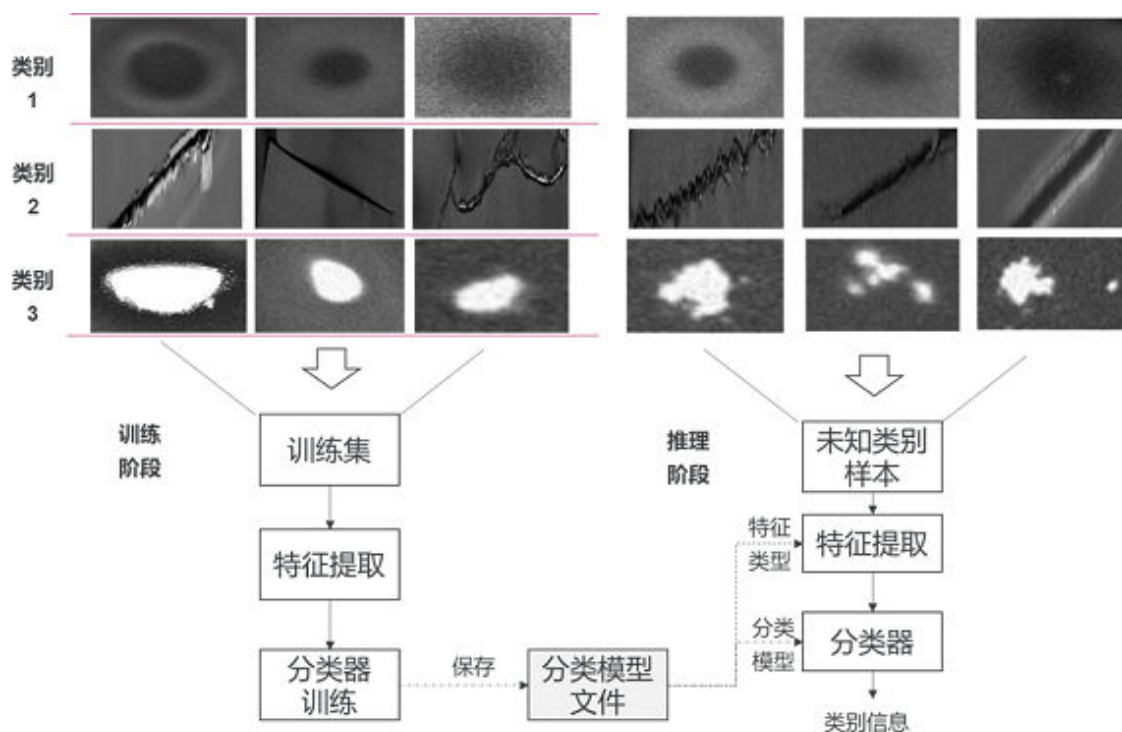 类别
1
类别
2
类别
3
训练
阶段
训练集
特征提取
分类器
训练
保存
分类模型
文件
推理
阶段
未知类别
样本
特征
类型
特征提取
分类
模型
分类器
类别信息